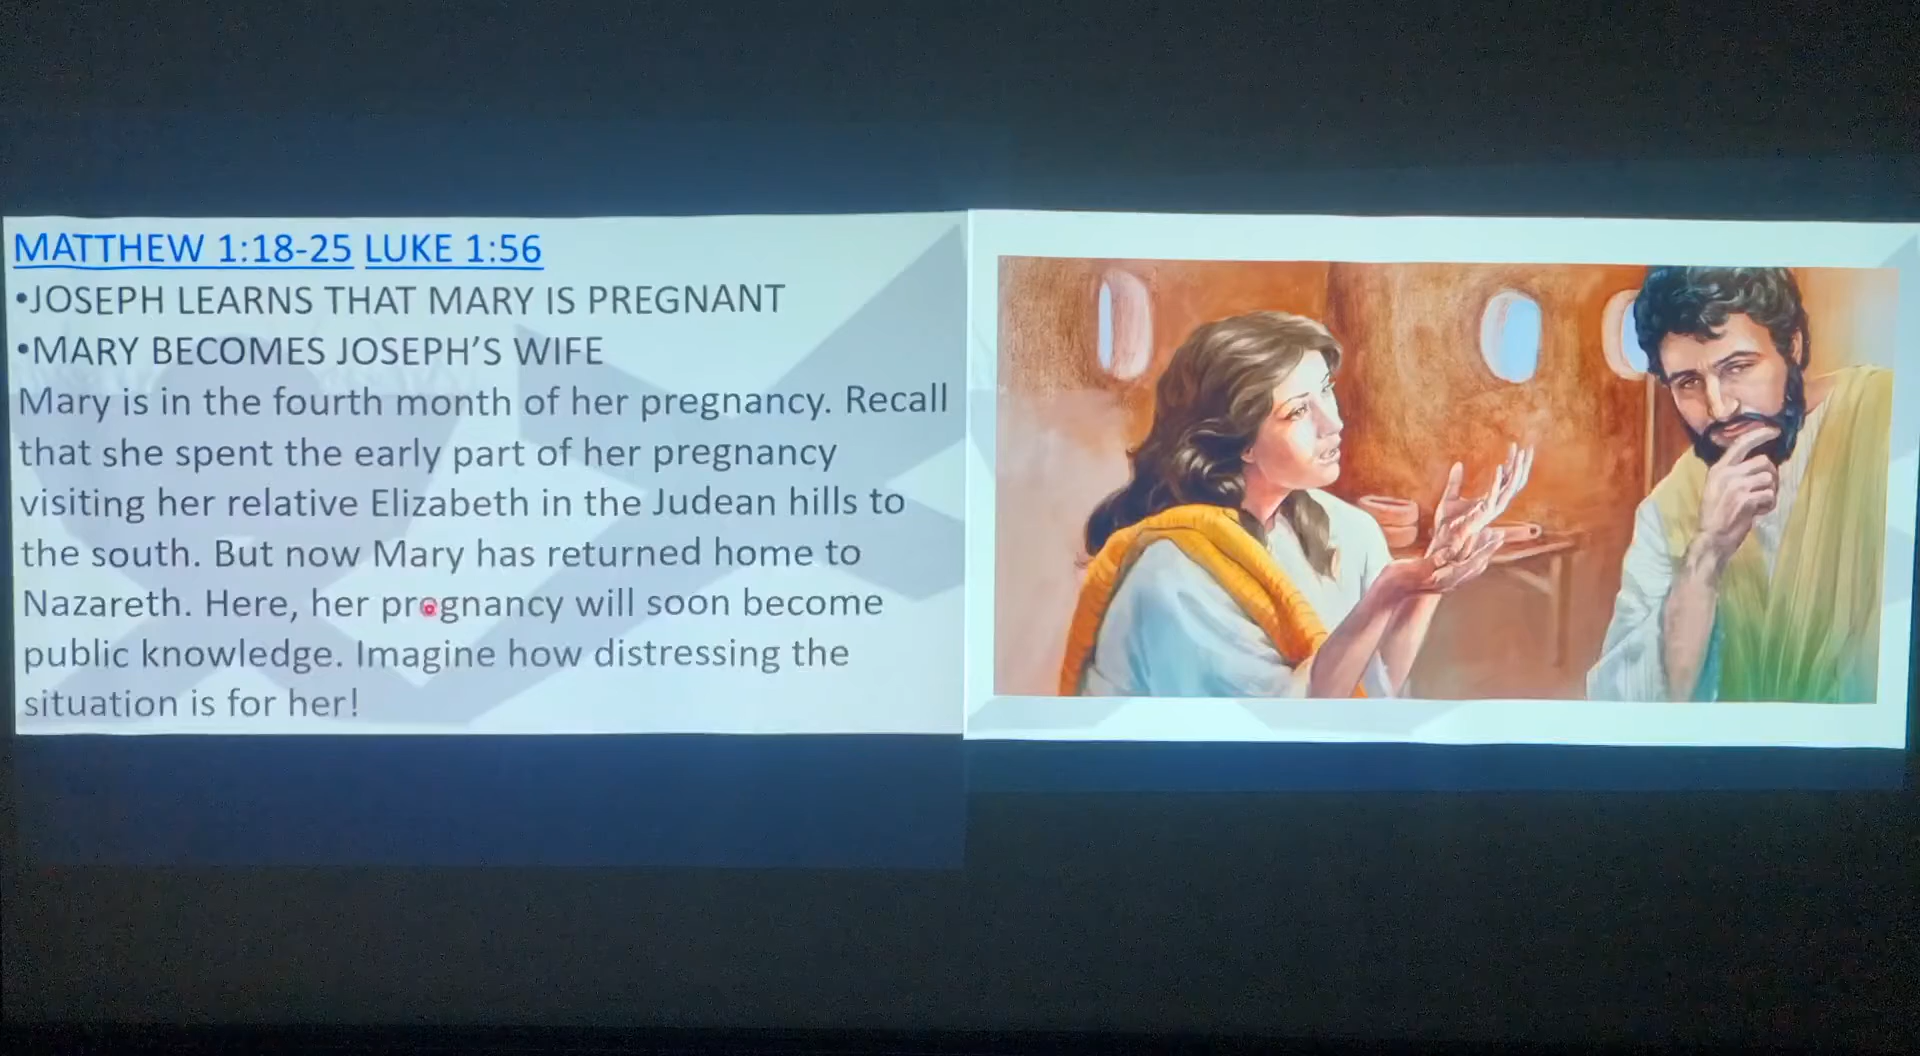 MATTHEW 1:18-25 LUKE 1:56
•JOSEPH LEARNS THAT MARY IS PREGNANT
•MARY BECOMES JOSEPH'S WIFE
Mary is in the fourth month of her pregnancy. Recall
that she spent the early part of her pregnancy
visiting her relative Elizabeth in the Judean hills to
the south. But now Mary has returned home to
Nazareth. Here, her pregnancy will soon become
public knowledge. Imagine how distressing the
situation is for her!